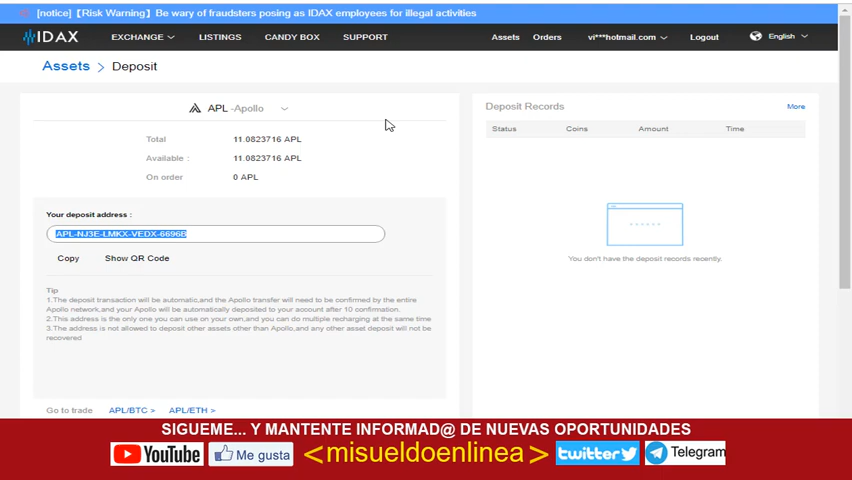 [notice]【Risk Warning】Be wary of fraudsters posing as IDAX employees for illegal activities
IDAX EXCHANGE LISTINGS CANDY BOX SUPPORT Assets Orders vi***hotmail.com Logout English
Assets > Deposit
APL -Apollo
Total 11.0823716 APL
Available : 11.0823716 APL
On order 0 APL
Your deposit address :
APL-NJ3E-LMKX-VEDX-6696B
Copy Show QR Code
Tip
1.The deposit transaction will be automatic,and the Apollo transfer will need to be confirmed by the entire
Apollo network,and your Apollo will be automatically deposited to your account after 10 confirmation.
2.This address is the only one you can use on your own,and you can do multiple recharging at the same time
3.The address is not allowed to deposit other assets other than Apollo,and any other asset deposit will not be
recovered
Go to trade APL/BTC > APL/ETH >
Deposit Records More
Status Coins Amount Time
You don't have the deposit records recently.
SIGUEME... Y MANTENTE INFORMAD@ DE NUEVAS OPORTUNIDADES
YouTube Me gusta <misueldoenlinea > twitter Telegram